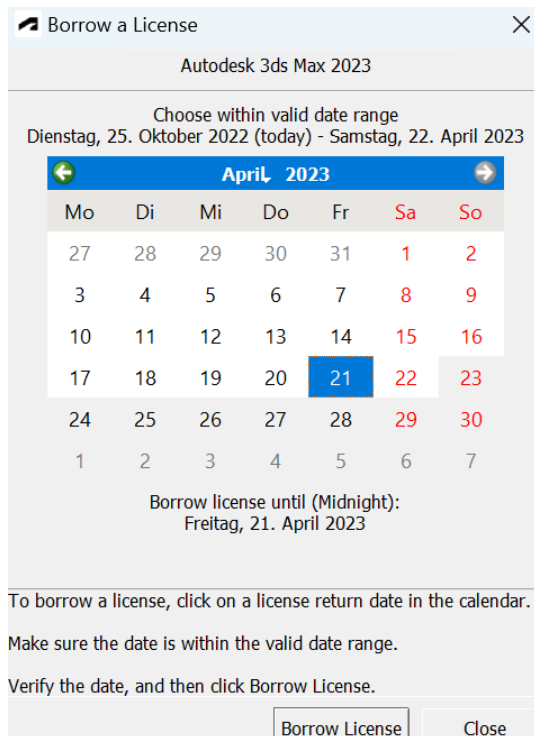 Borrow a License
Autodesk 3ds Max 2023
Choose within valid date range
Dienstag, 25. Oktober 2022 (today) - Samstag, 22. April 2023
April, 2023
Mo Di Mi Do Fr Sa So
27 28 29 30 31 1 2
3 4 5 6 7 8 9
10 11 12 13 14 15 16
17 18 19 20 21 22 23
24 25 26 27 28 29 30
1 2 3 4 5 6 7
Borrow license until (Midnight):
Freitag, 21. April 2023
To borrow a license, click on a license return date in the calendar.
Make sure the date is within the valid date range.
Verify the date, and then click Borrow License.
Borrow License Close